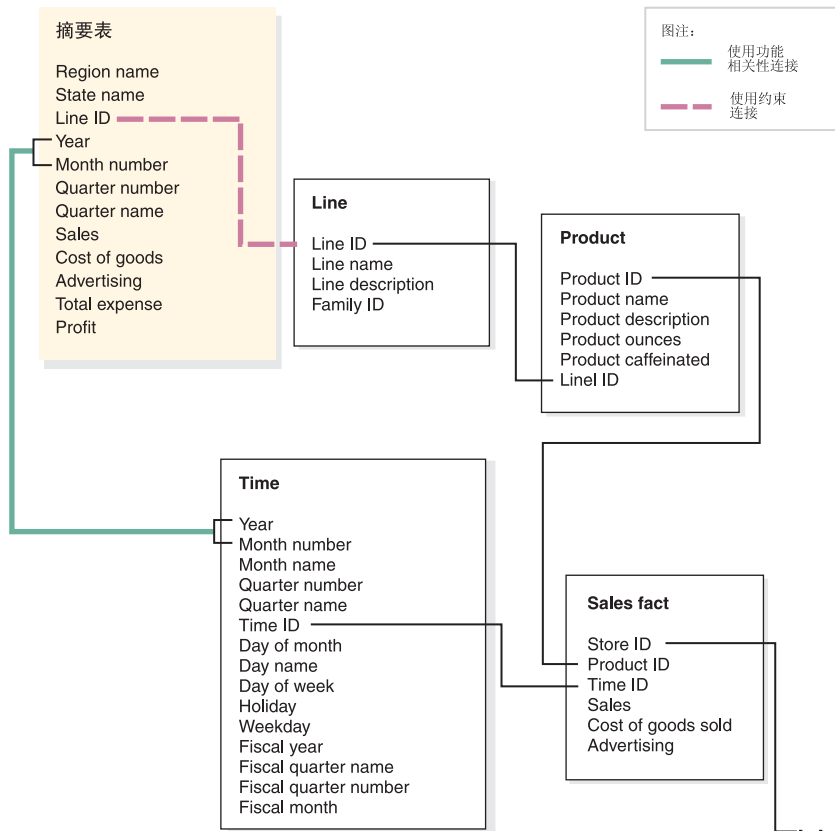 摘要表
Region name
State name
Line ID
Year
Month number
Quarter number
Quarter name
Sales
Cost of goods
Advertising
Total expense
Profit
图注：
使用功能
相关性连接
使用约束
连接
Line
Line ID
Line name
Line description
Family ID
Product
Product ID
Product name
Product description
Product ounces
Product caffeinated
Linel ID
Time
Year
Month number
Month name
Quarter number
Quarter name
Time ID
Day of month
Day name
Day of week
Holiday
Weekday
Fiscal year
Fiscal quarter name
Fiscal quarter number
Fiscal month
Sales fact
Store ID
Product ID
Time ID
Sales
Cost of goods sold
Advertising